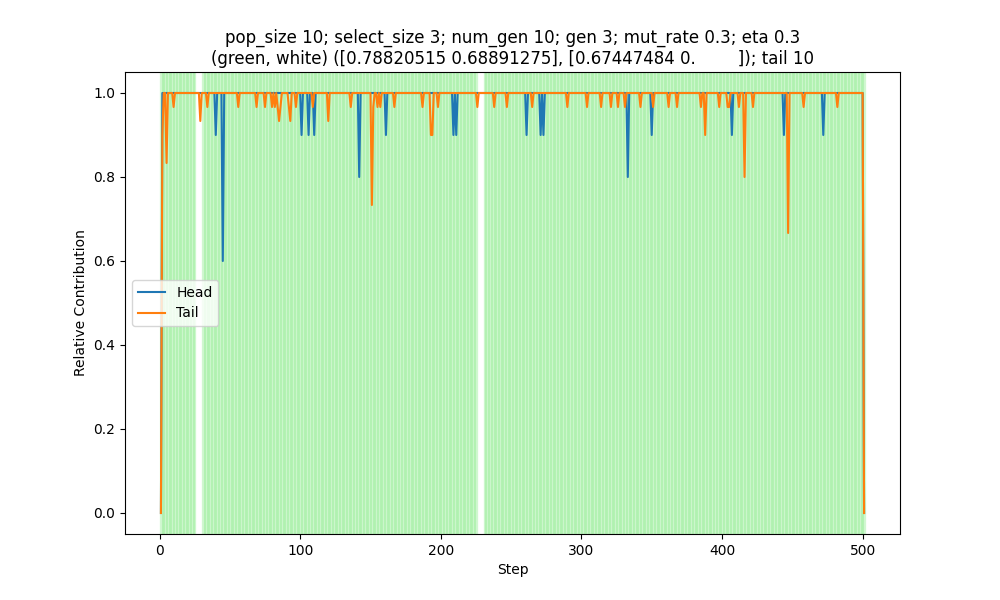 pop_size 10; select_size 3; num_gen 10; gen 3; mut_rate 0.3; eta 0.3
(green, white) ([0.78820515 0.68891275], [0.67447484 0.        ]); tail 10
Relative Contribution
1.0
0.8
0.6
0.4
0.2
0.0
Head
Tail
0
100
200
300
400
500
Step